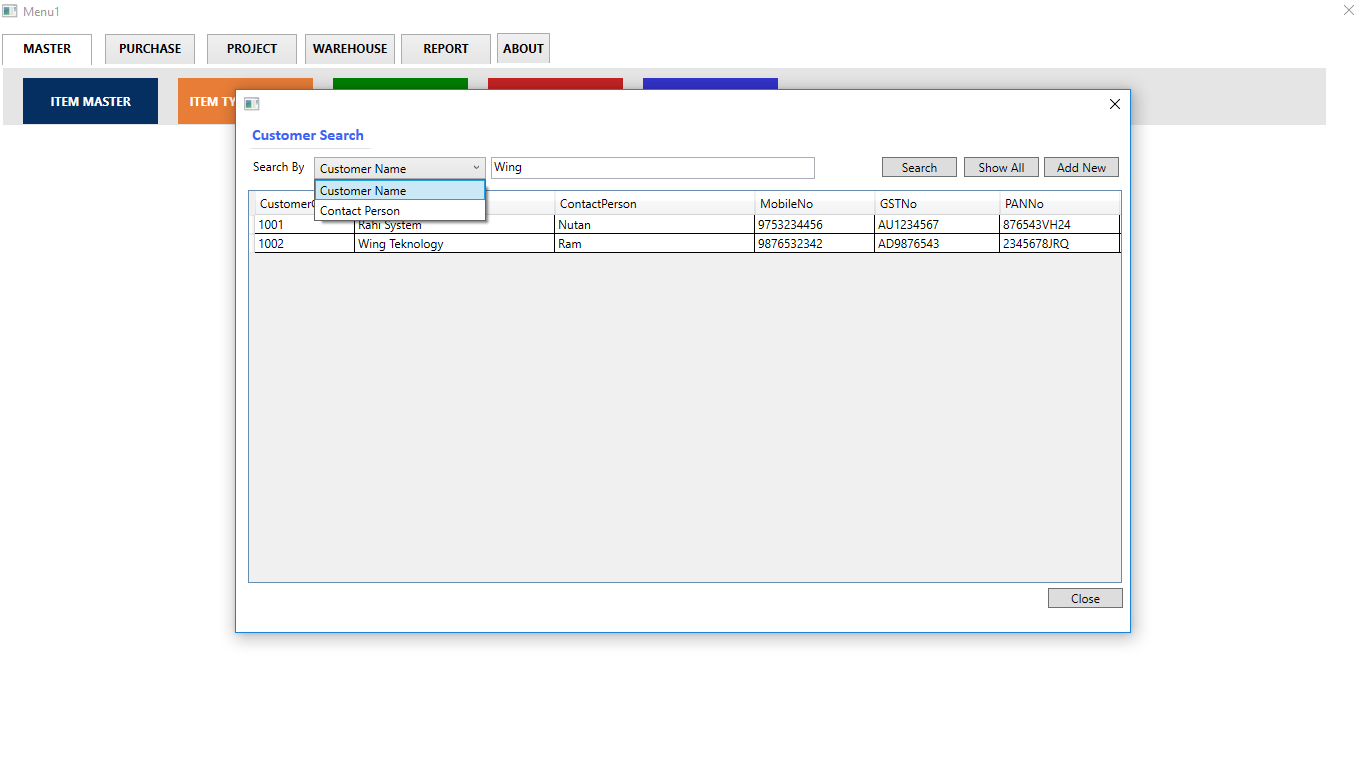 Menu1
MASTER PURCHASE PROJECT WAREHOUSE REPORT ABOUT
ITEM MASTER ITEM TY
Customer Search
Search By Customer Name Wing Search Show All Add New
Customer Name
Contact Person
ContactPerson MobileNo GSTNo PANNo
1001 Rahi System Nutan 9753234456 AU1234567 876543VH24
1002 Wing Teknology Ram 9876532342 AD9876543 2345678JRQ
Close